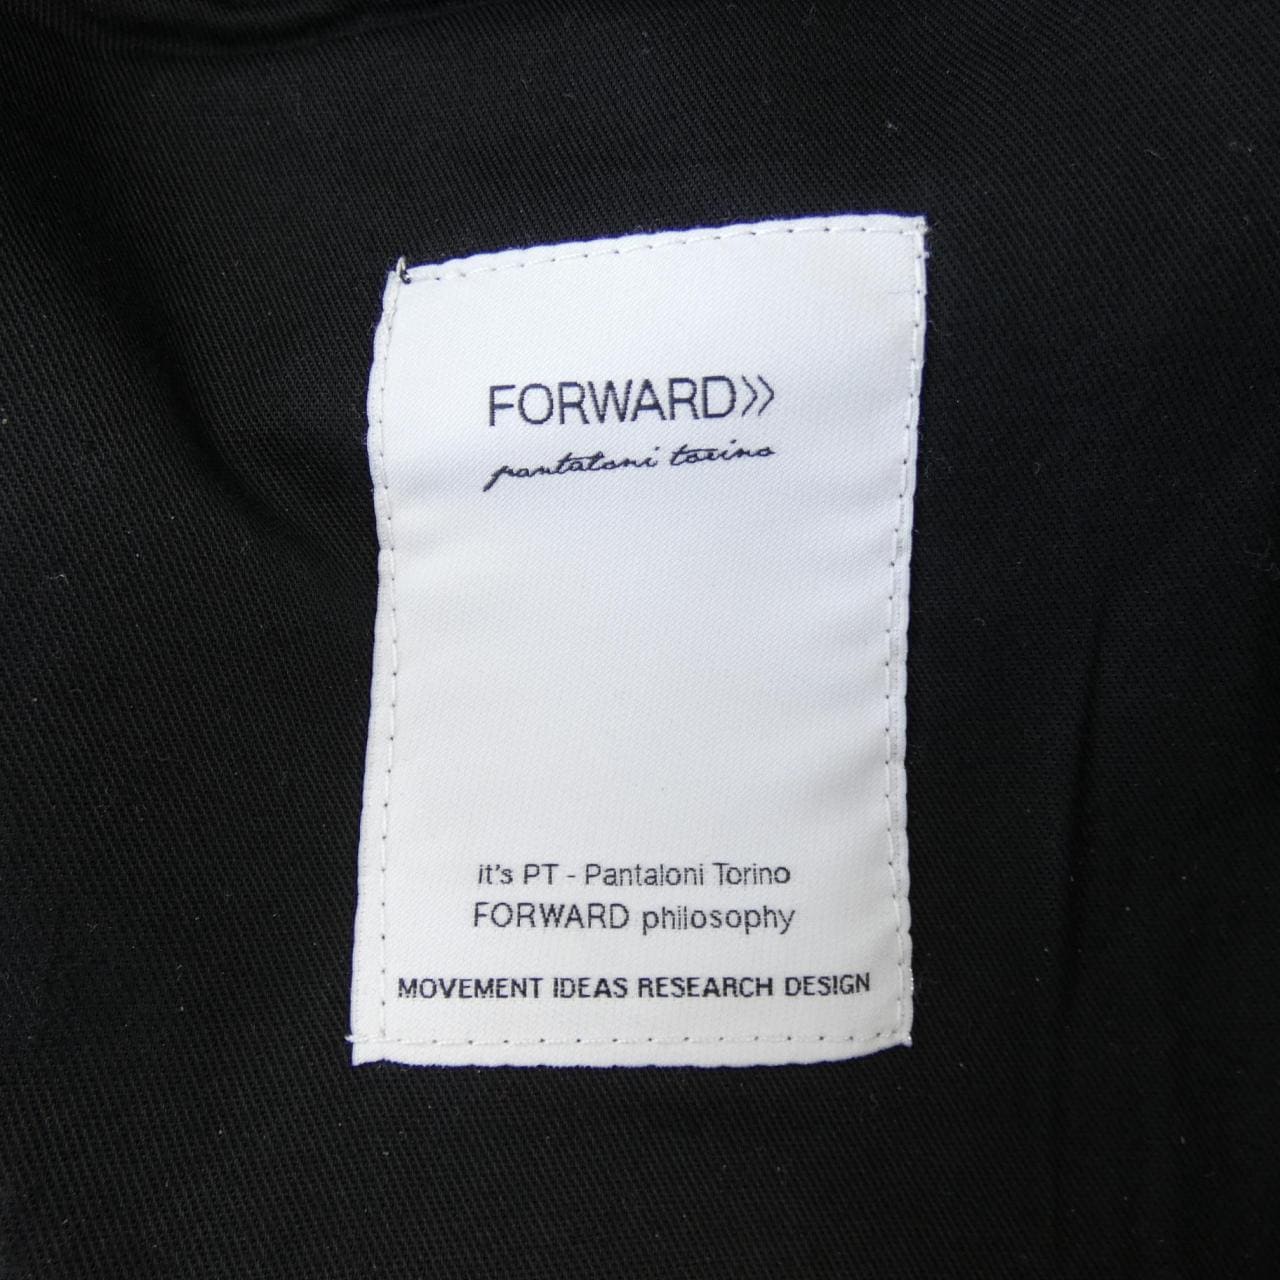 FORWARD»
pantaloni torino
it's PT - Pantaloni Torino
FORWARD philosophy
MOVEMENT IDEAS RESEARCH DESIGN